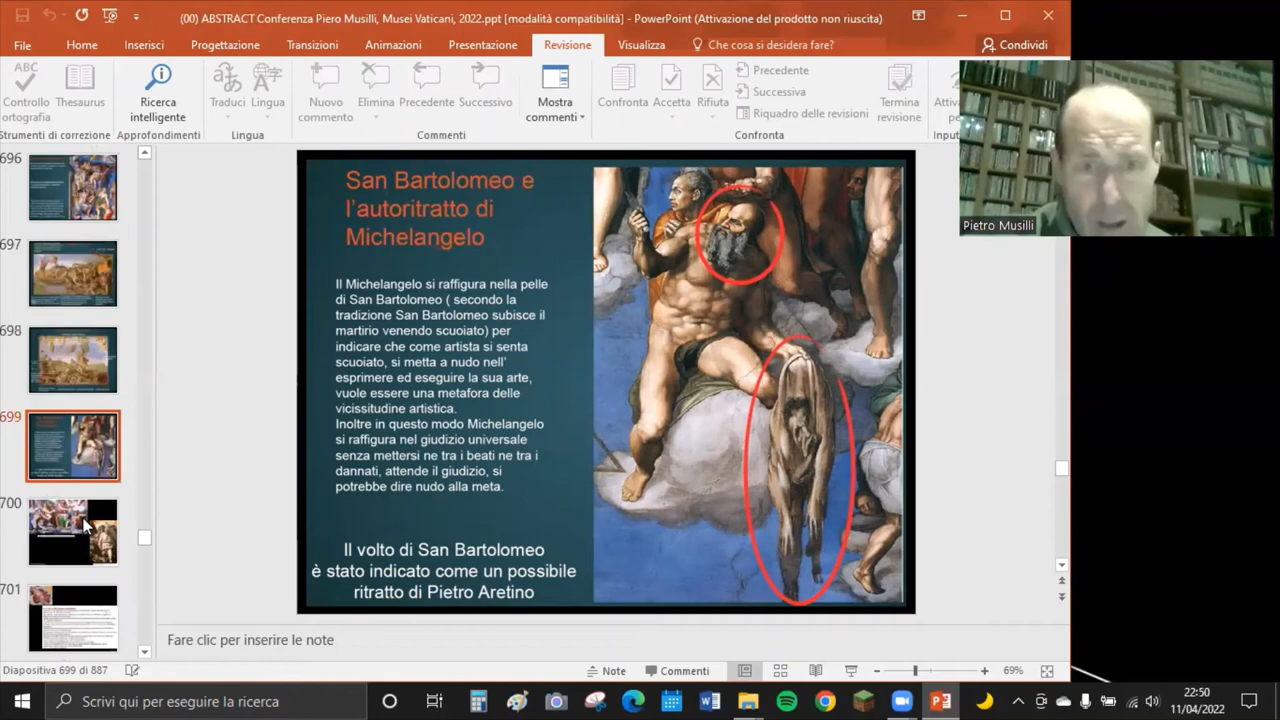 (00) ABSTRACT Conferenza Piero Musilli, Musei Vaticani, 2022.ppt [modalità compatibilità] - PowerPoint (Attivazione del prodotto non riuscita)
File Home Inserisci Progettazione Transizioni Animazioni Presentazione Revisione Visualizza Che cosa si desidera fare? Condividi
ABC
Controllo ortografia
Thesaurus
Ricerca intelligente
Traduci
Lingua
Nuovo commento
Elimina
Precedente
Successivo
Mostra commenti
Confronta
Accetta
Rifiuta
Precedente
Successiva
Riquadro delle revisioni
Termina revisione
Strumenti di correzione
Approfondimenti
Lingua
Commenti
Confronta
Pietro Musilli
696
697
698
699
700
701
San Bartolomeo e
l'autoritratto di
Michelangelo
Il Michelangelo si raffigura nella pelle
di San Bartolomeo ( secondo la
tradizione San Bartolomeo subisce il
martirio venendo scuoiato) per
indicare che come artista si senta
scuoiato, si metta a nudo nell'
esprimere ed eseguire la sua arte,
vuole essere una metafora delle
vicissitudine artistica.
Inoltre in questo modo Michelangelo
si raffigura nel giudizio universale
senza mettersi ne tra i beati ne tra i
dannati, attende il giudizio, si
potrebbe dire nudo alla meta.
Il volto di San Bartolomeo
è stato indicato come un possibile
ritratto di Pietro Aretino
Fare clic per inserire le note
Diapositiva 699 di 887
Note
Commenti
69%
Scrivi qui per eseguire la ricerca
22:50
11/04/2022